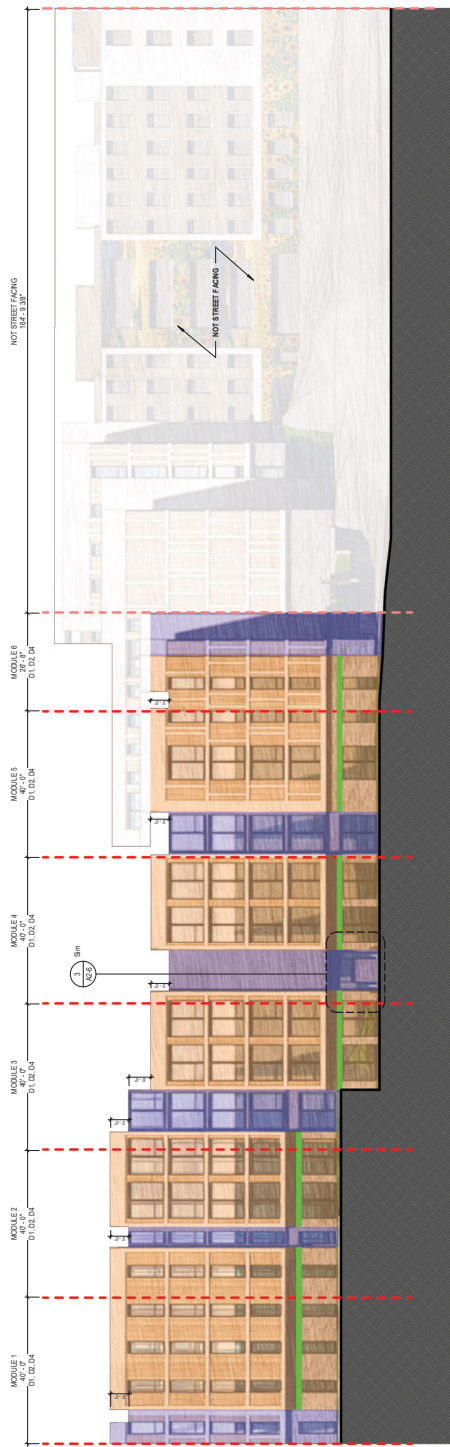 MODULE 1
40' - 0"
D1, D2, D4
MODULE 2
40' - 0"
D1, D2, D4
MODULE 3
40' - 0"
D1, D2, D4
MODULE 4
40' - 0"
D1, D2, D4
MODULE 5
40' - 0"
D1, D2, D4
MODULE 6
26' - 8"
D1, D2, D4
NOT STREET FACING
164' - 9 3/8"
3
Sim
A2-6
NOT STREET FACING